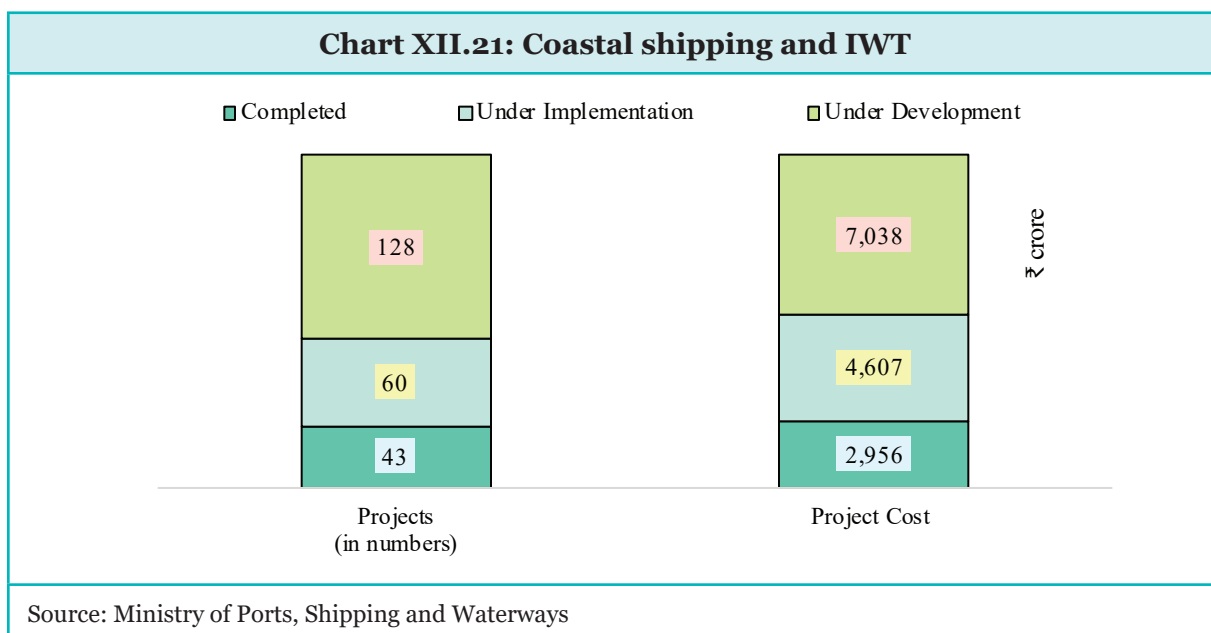 Chart XII.21: Coastal shipping and IWT
Completed
Under Implementation
Under Development
128
60
43
7,038
4,607
2,956
₹ crore
Projects
(in numbers)
Project Cost
Source: Ministry of Ports, Shipping and Waterways